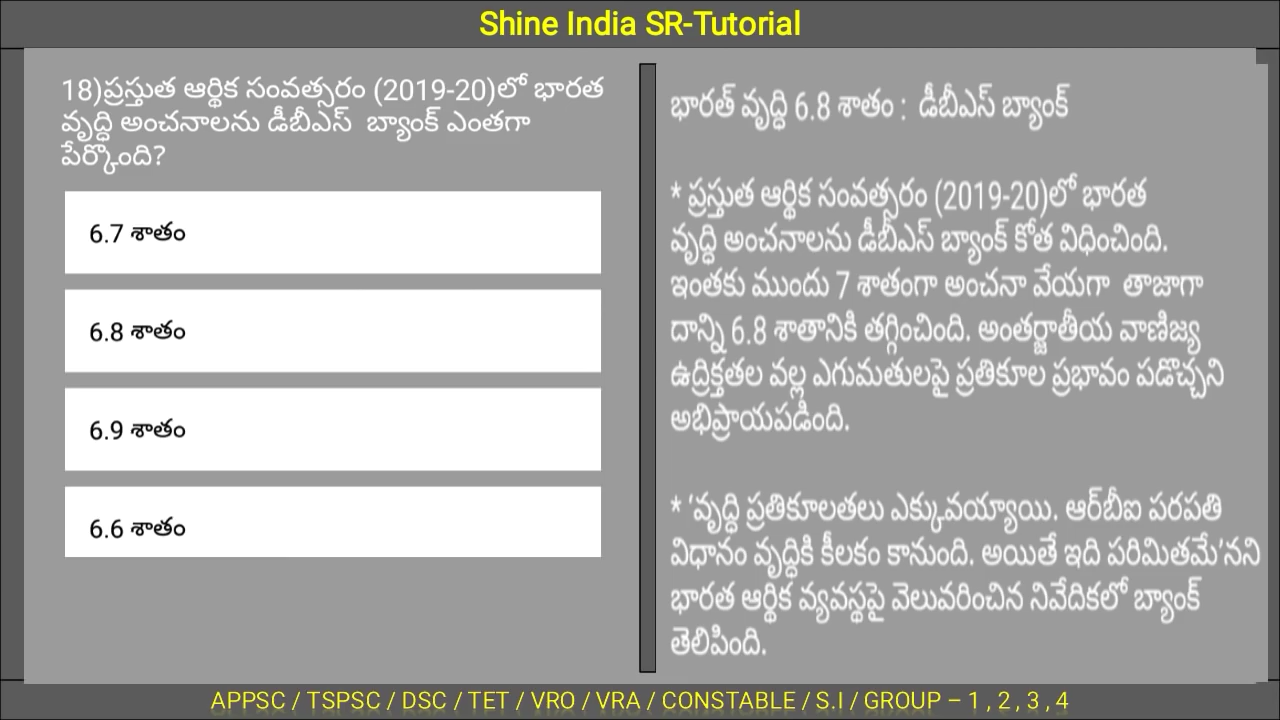 Shine India SR-Tutorial
18)ప్రస్తుత ఆర్థిక సంవత్సరం (2019-20)లో భారత
వృద్ధి అంచనాలను డీబీఎస్ బ్యాంక్ ఎంతగా
పేర్కొంది?
6.7 శాతం
6.8 శాతం
6.9 శాతం
6.6 శాతం
భారత్ వృద్ధి 6.8 శాతం : డీబీఎస్ బ్యాంక్
* ప్రస్తుత ఆర్థిక సంవత్సరం (2019-20)లో భారత
వృద్ధి అంచనాలను డీబీఎస్ బ్యాంక్ కోత విధించింది.
ఇంతకు ముందు 7 శాతంగా అంచనా వేయగా తాజాగా
దాన్ని 6.8 శాతానికి తగ్గించింది. అంతర్జాతీయ వాణిజ్య
ఉద్రిక్తతల వల్ల ఎగుమతులపై ప్రతికూల ప్రభావం పడొచ్చని
అభిప్రాయపడింది.
* ‘వృద్ధి ప్రతికూలతలు ఎక్కువయ్యాయి. ఆర్‌బీఐ పరపతి
విధానం వృద్ధికి కీలకం కానుంది. అయితే ఇది పరిమితమే’నని
భారత ఆర్థిక వ్యవస్థపై వెలువరించిన నివేదికలో బ్యాంక్
తెలిపింది.
APPSC / TSPSC / DSC / TET / VRO / VRA / CONSTABLE / S.I / GROUP – 1 , 2 , 3 , 4